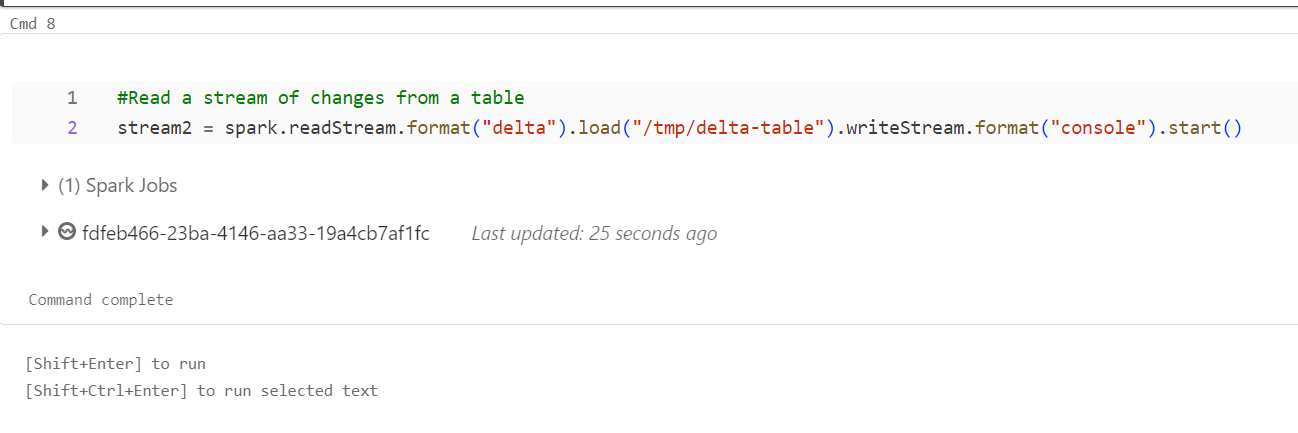 Cmd 8
1 #Read a stream of changes from a table
2 stream2 = spark.readStream.format("delta").load("/tmp/delta-table").writeStream.format("console").start()
(1) Spark Jobs
fdfeb466-23ba-4146-aa33-19a4cb7af1fc Last updated: 25 seconds ago
Command complete
[Shift+Enter] to run
[Shift+Ctrl+Enter] to run selected text